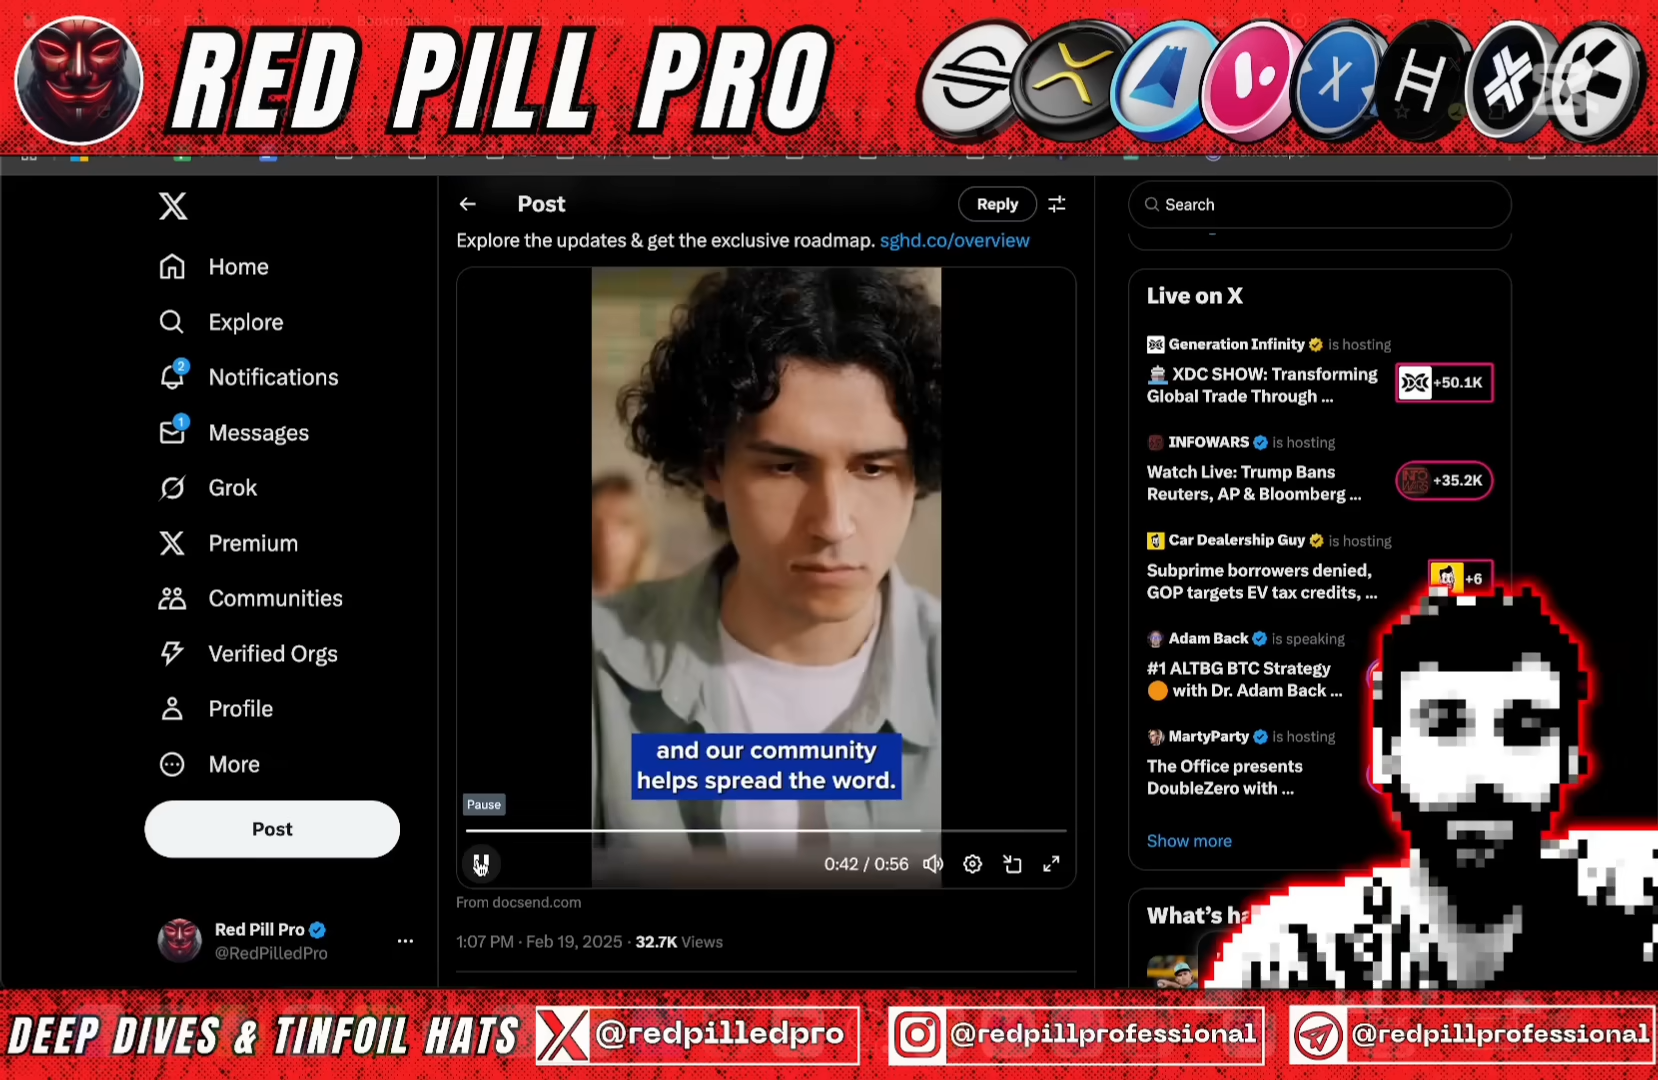 RED PILL PRO
Post
Reply
Search
Explore the updates & get the exclusive roadmap. sghd.co/overview
Home
Explore
2
Notifications
1
Messages
Grok
Premium
Communities
Verified Orgs
Profile
More
Post
Red Pill Pro
@RedPilledPro
and our community
helps spread the word.
Pause
0:42 / 0:56
From docsend.com
1:07 PM · Feb 19, 2025 · 32.7K Views
Live on X
Generation Infinity is hosting
XDC SHOW: Transforming
Global Trade Through ...
+50.1K
INFOWARS is hosting
Watch Live: Trump Bans
Reuters, AP & Bloomberg ...
+35.2K
Car Dealership Guy is hosting
Subprime borrowers denied,
GOP targets EV tax credits, ...
+6
Adam Back is speaking
#1 ALTBG BTC Strategy
with Dr. Adam Back ...
MartyParty is hosting
The Office presents
DoubleZero with ...
Show more
What's ha
DEEP DIVES & TINFOIL HATS
@redpilledpro
@redpillprofessional
@redpillprofessional